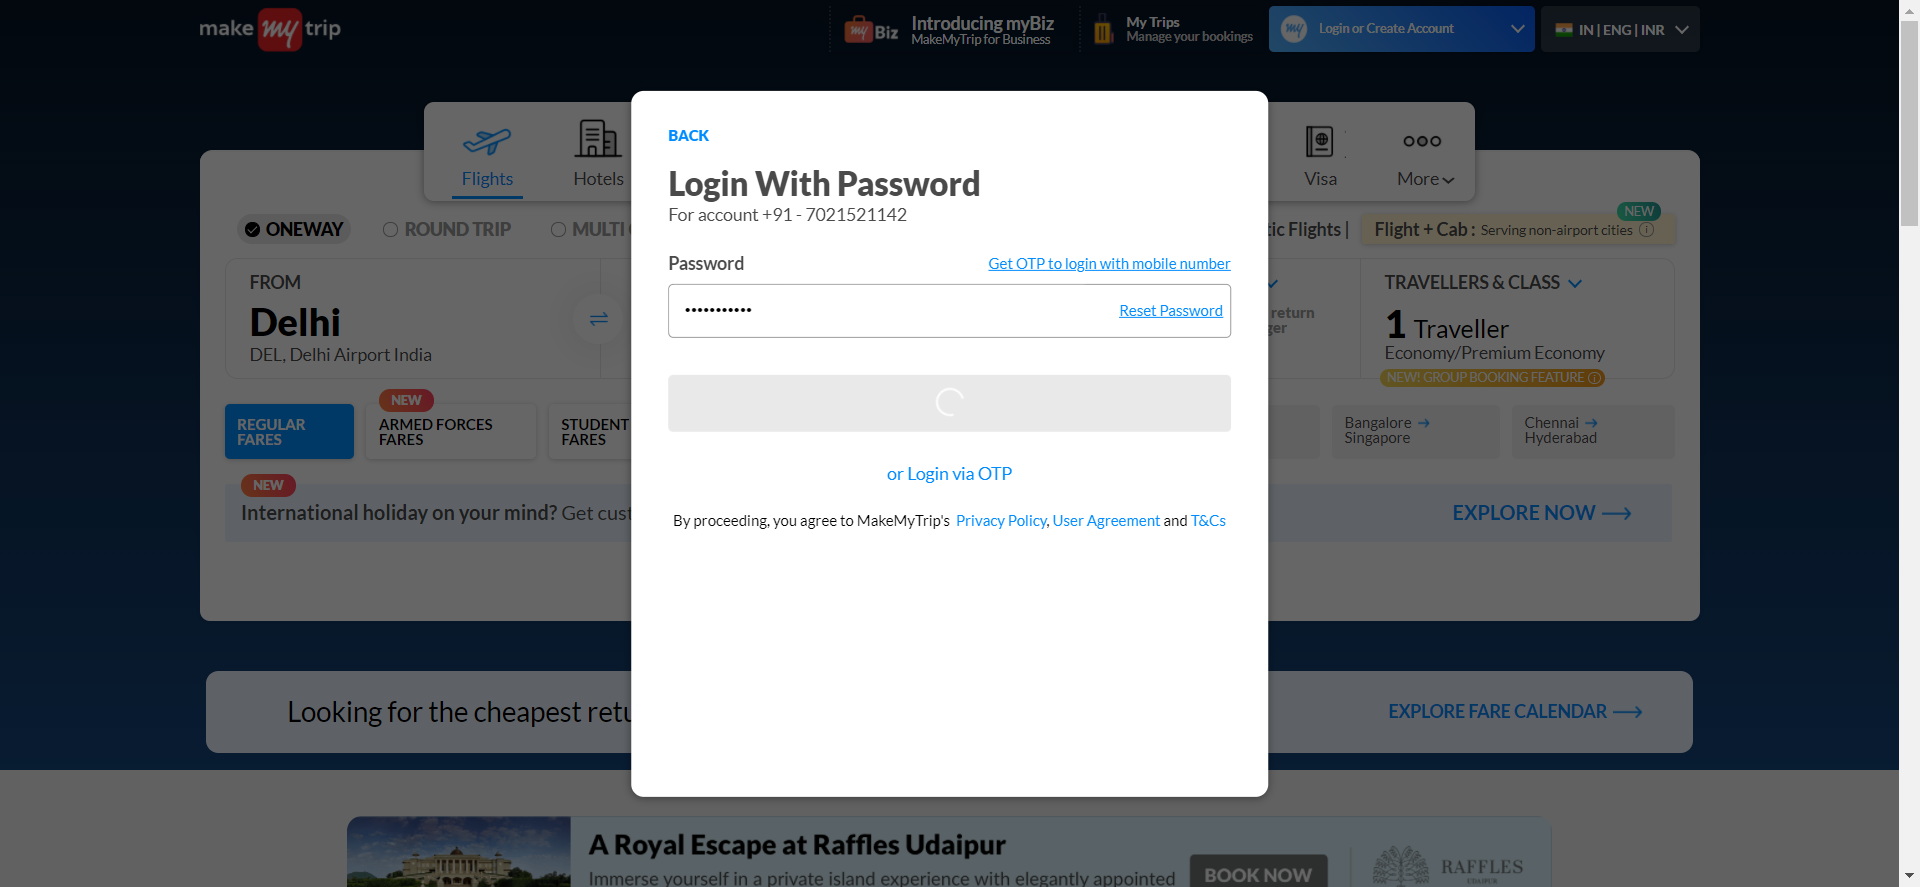 make my trip
my Biz
Introducing myBiz
MakeMyTrip for Business
My Trips
Manage your bookings
my
Login or Create Account
IN | ENG | INR
Flights
Hotels
Visa
More
BACK
Login With Password
For account +91 - 7021521142
Password
Get OTP to login with mobile number
•••••••••••
Reset Password
or Login via OTP
By proceeding, you agree to MakeMyTrip's Privacy Policy, User Agreement and T&Cs
ONEWAY
ROUND TRIP
MULTI
tic Flights |
NEW
Flight + Cab : Serving non-airport cities
FROM
Delhi
DEL, Delhi Airport India
return
ger
TRAVELLERS & CLASS
1 Traveller
Economy/Premium Economy
NEW! GROUP BOOKING FEATURE
REGULAR
FARES
NEW
ARMED FORCES
FARES
STUDENT
FARES
Bangalore →
Singapore
Chennai →
Hyderabad
NEW
International holiday on your mind? Get cust
EXPLORE NOW
Looking for the cheapest retu
EXPLORE FARE CALENDAR
A Royal Escape at Raffles Udaipur
Immerse yourself in a private island experience with elegantly appointed
BOOK NOW
RAFFLES
UDAIPUR